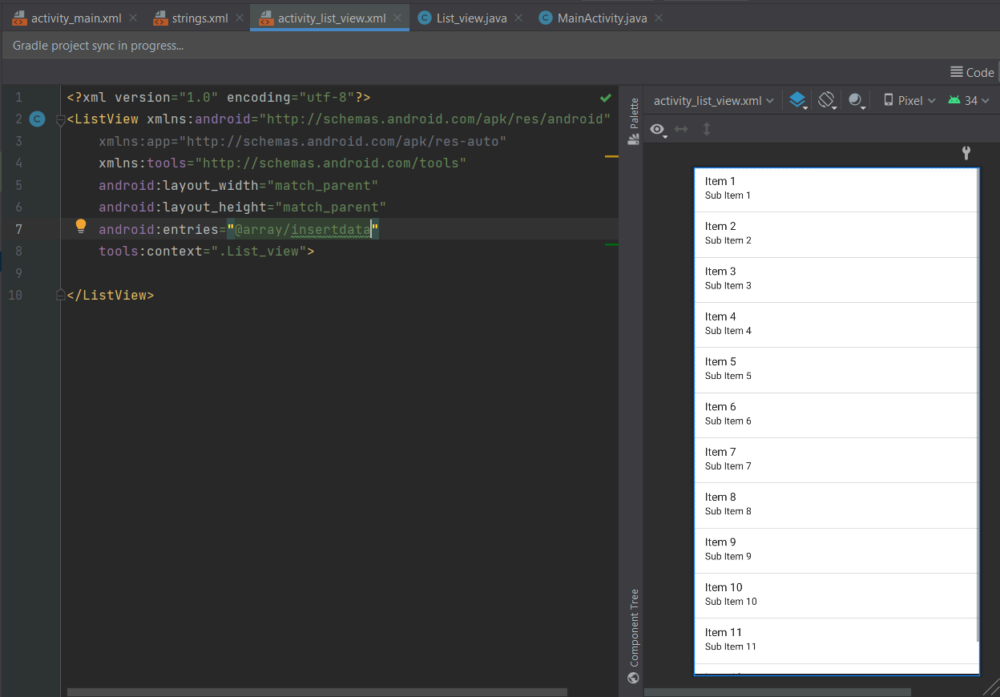 activity_main.xml strings.xml activity_list_view.xml C List_view.java C MainActivity.java
Gradle project sync in progress...
Code
activity_list_view.xml Pixel 34
Palette
1 <?xml version="1.0" encoding="utf-8"?>
2 C <ListView xmlns:android="http://schemas.android.com/apk/res/android"
3 xmlns:app="http://schemas.android.com/apk/res-auto"
4 xmlns:tools="http://schemas.android.com/tools"
5 android:layout_width="match_parent"
6 android:layout_height="match_parent"
7 android:entries="@array/insertdata"
8 tools:context=".List_view">
9
10 </ListView>
Component Tree
Item 1
Sub Item 1
Item 2
Sub Item 2
Item 3
Sub Item 3
Item 4
Sub Item 4
Item 5
Sub Item 5
Item 6
Sub Item 6
Item 7
Sub Item 7
Item 8
Sub Item 8
Item 9
Sub Item 9
Item 10
Sub Item 10
Item 11
Sub Item 11